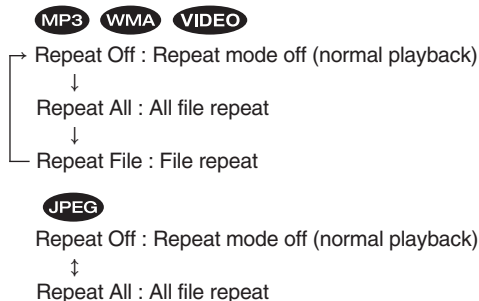 MP3 WMA VIDEO
Repeat Off : Repeat mode off (normal playback)
↓
Repeat All : All file repeat
↓
Repeat File : File repeat
JPEG
Repeat Off : Repeat mode off (normal playback)
↕
Repeat All : All file repeat